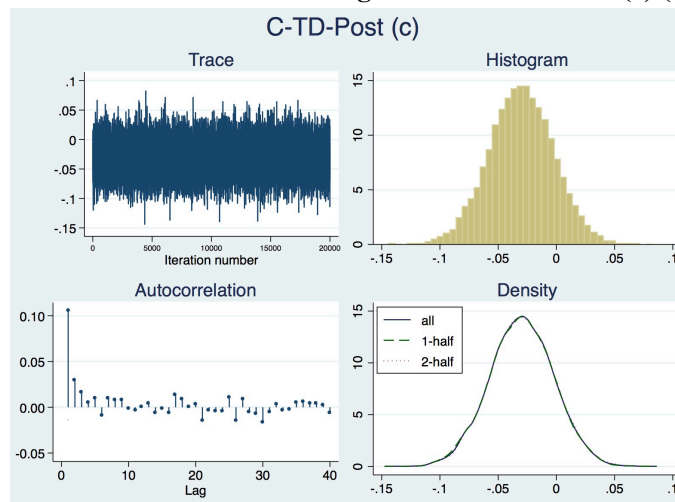 C-TD-Post (c)
Trace
.1
.05
0
-.05
-.1
-.15
0 5000 10000 15000 20000
Iteration number
Histogram
15
10
5
0
-.15 -.1 -.05 0 .05 .1
Autocorrelation
0.10
0.05
0.00
-0.05
0 10 20 30 40
Lag
Density
15
10
5
0
all
1-half
2-half
-.15 -.1 -.05 0 .05 .1